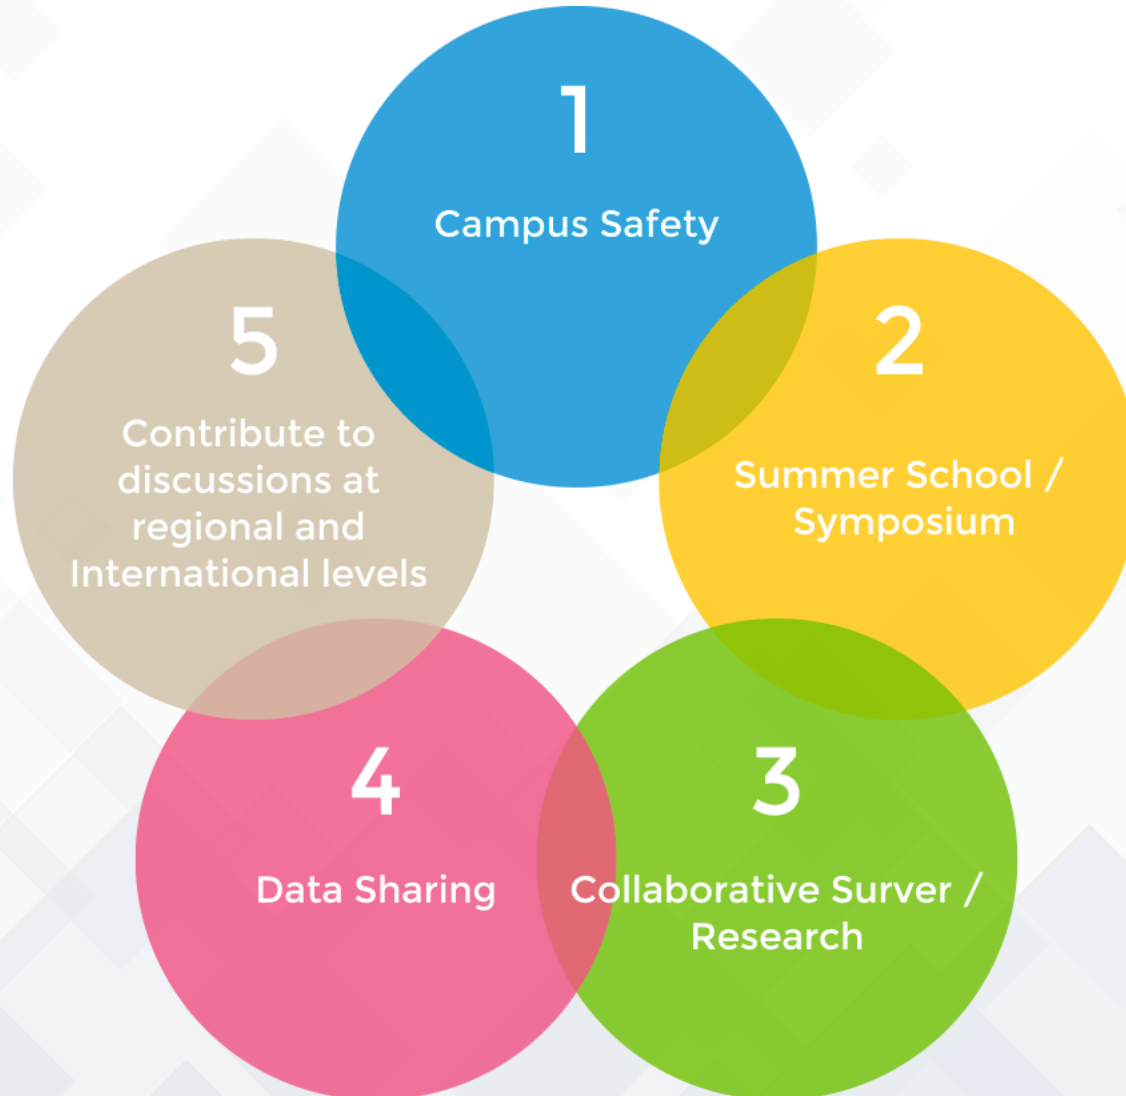 1
Campus Safety
2
Summer School /
Symposium
3
Collaborative Surver /
Research
4
Data Sharing
5
Contribute to
discussions at
regional and
International levels